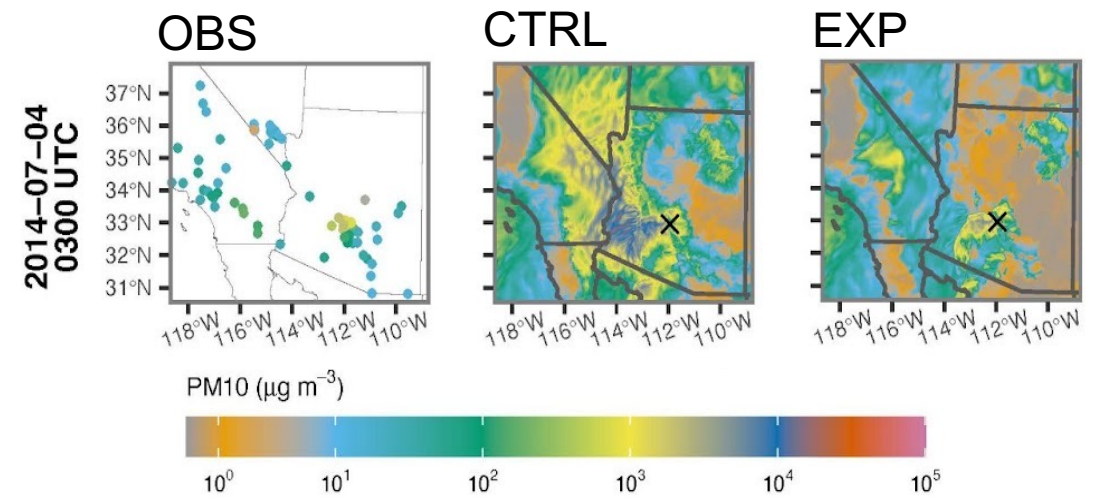 OBS CTRL EXP
2014–07–04
0300 UTC
37°N
36°N
35°N
34°N
33°N
32°N
31°N
118°W 116°W 114°W 112°W 110°W
118°W 116°W 114°W 112°W 110°W
118°W 116°W 114°W 112°W 110°W
PM10 (μg m⁻³)
10⁰ 10¹ 10² 10³ 10⁴ 10⁵